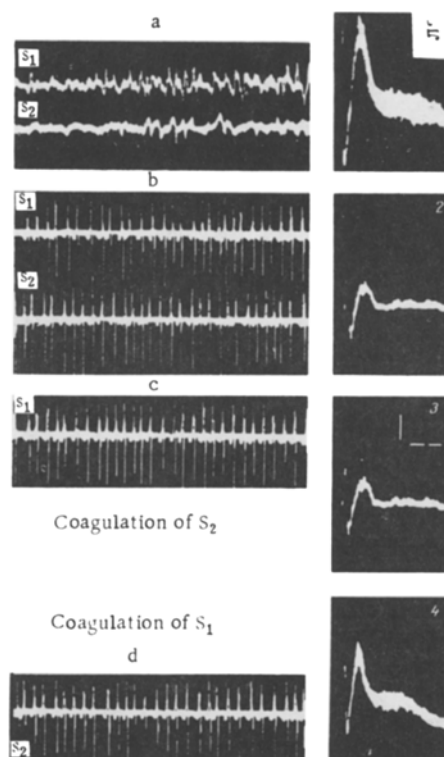 a
S₁
S₂
b
S₁
S₂
2
c
S₁
3
Coagulation of S₂
Coagulation of S₁
4
d
S₂